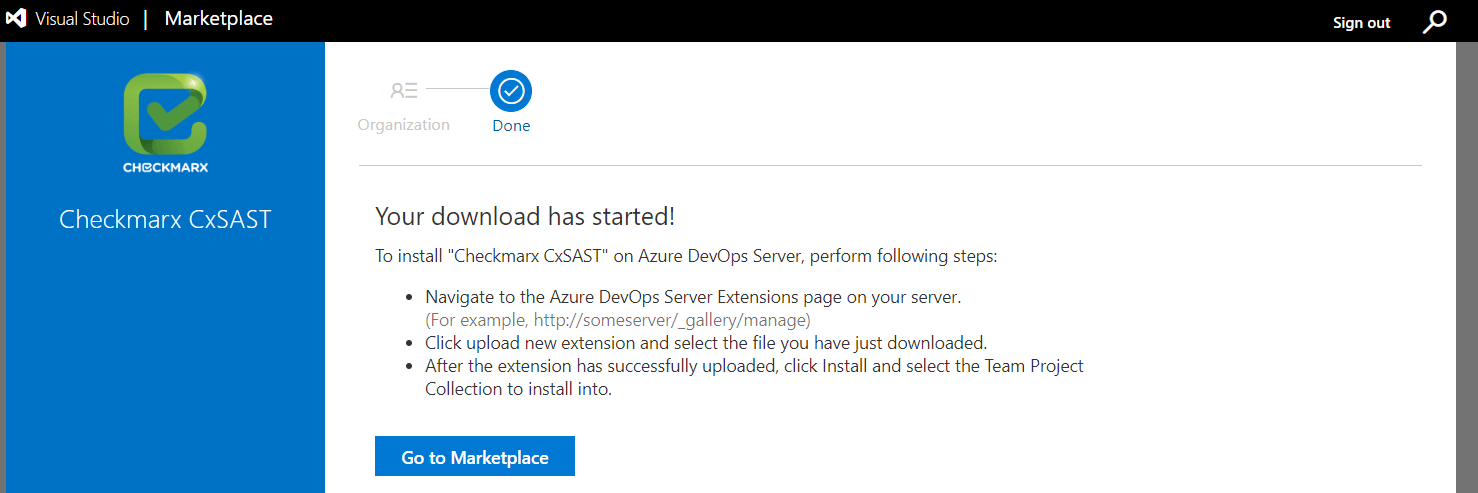 Visual Studio | Marketplace
Sign out
CHECKMARX
Checkmarx CxSAST
Organization
Done
Your download has started!
To install "Checkmarx CxSAST" on Azure DevOps Server, perform following steps:
• Navigate to the Azure DevOps Server Extensions page on your server.
(For example, http://someserver/_gallery/manage)
• Click upload new extension and select the file you have just downloaded.
• After the extension has successfully uploaded, click Install and select the Team Project
Collection to install into.
Go to Marketplace